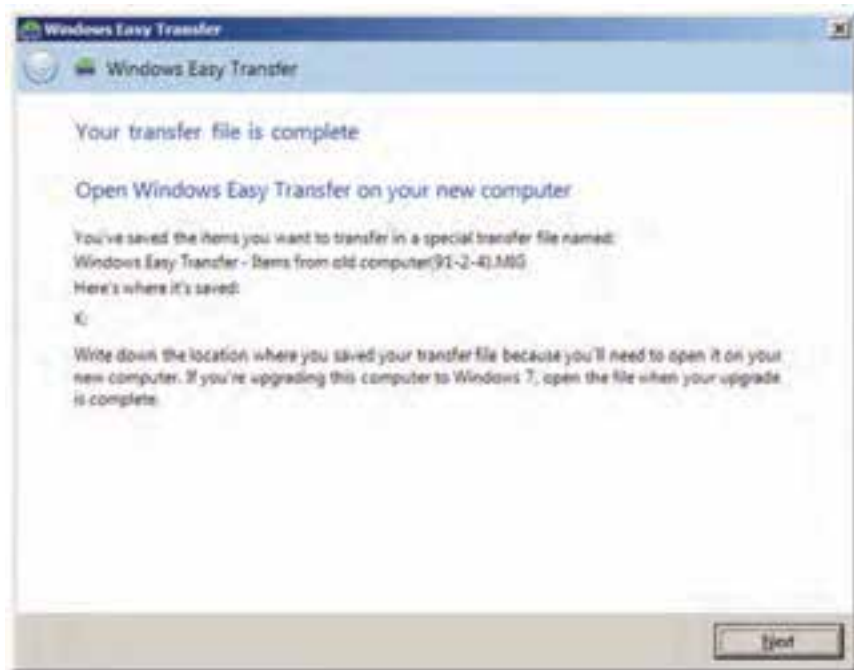 Windows Easy Transfer
Windows Easy Transfer
Your transfer file is complete
Open Windows Easy Transfer on your new computer
You've saved the items you want to transfer in a special transfer file named:
Windows Easy Transfer - Items from old computer(91-2-4).MIG
Here's where it's saved:
K:
Write down the location where you saved your transfer file because you'll need to open it on your
new computer. If you're upgrading this computer to Windows 7, open the file when your upgrade
is complete.
Next